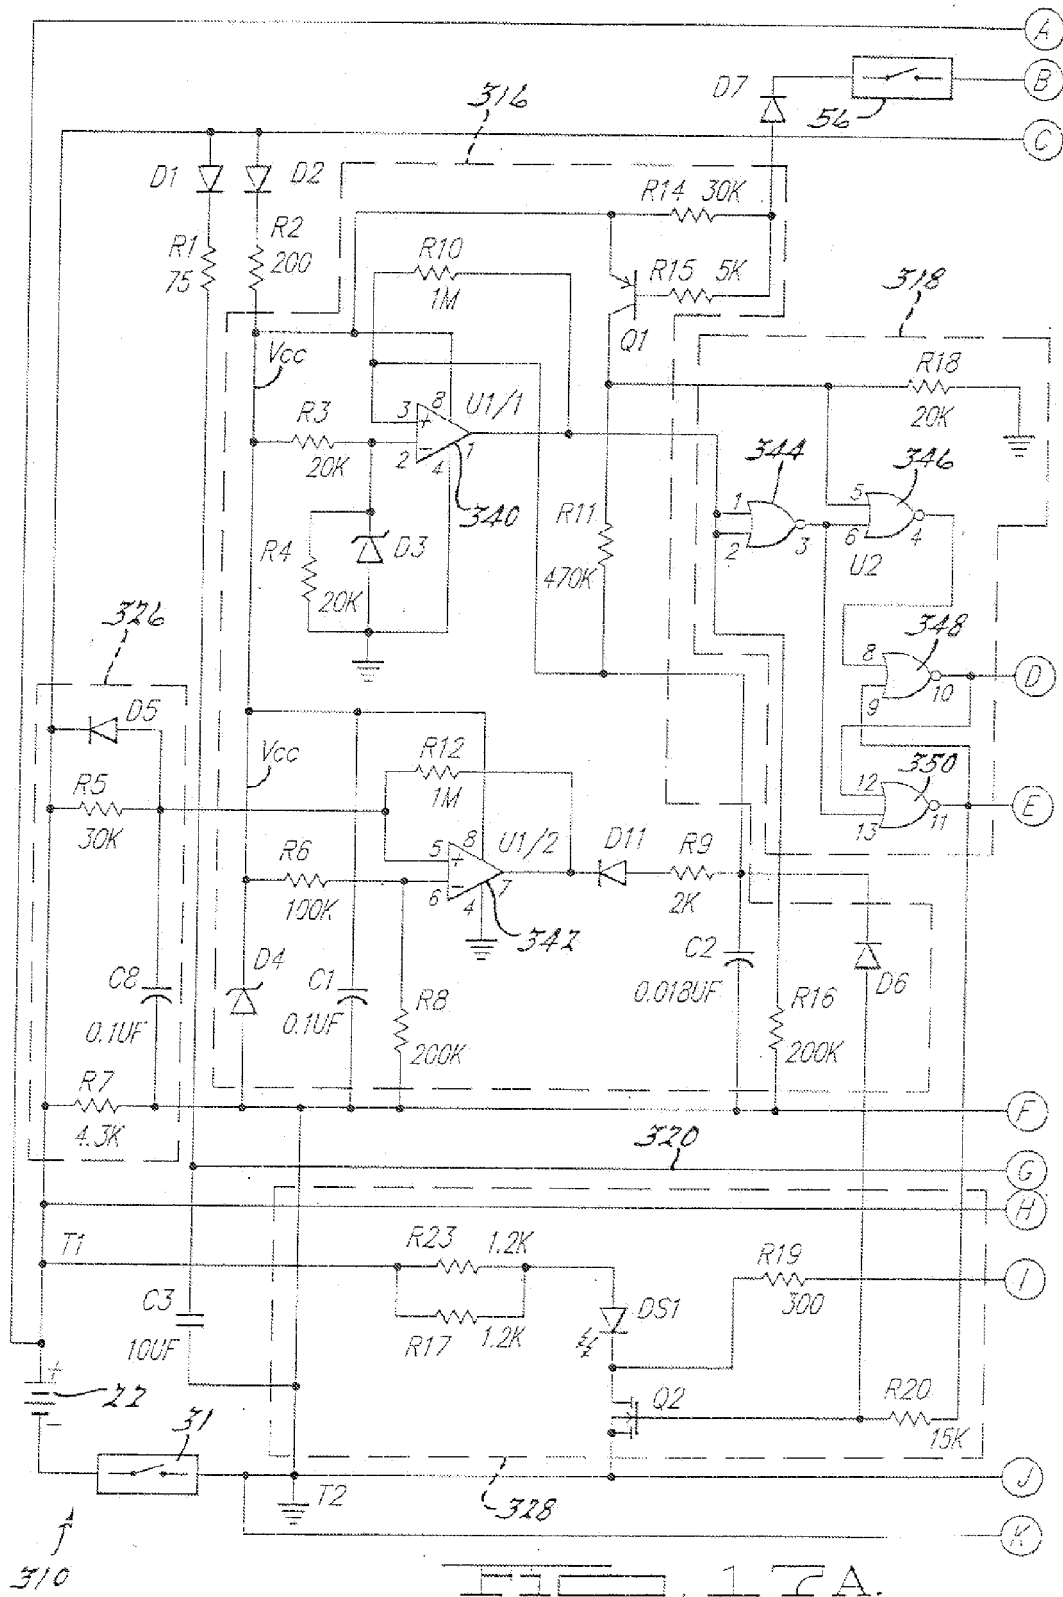 A
D7
B
316
56
C
D1
D2
R14 30K
R1
75
R2
200
R10
1M
R15 5K
318
Q1
Vcc
R18
20K
3
8
U1/1
R3
20K
2
4
1
344
346
340
R11
470K
1
2
3
5
6
4
U2
R4
20K
D3
326
348
8
9
10
D
D5
Vcc
R12
1M
350
R5
30K
12
13
11
E
5
8
U1/2
D11
R9
2K
R6
100K
6
4
7
342
D4
C1
0.1UF
C2
0.018UF
C8
0.1UF
R8
200K
R16
200K
D6
R7
4.3K
F
320
G
H
T1
R23 1.2K
R19
300
I
C3
10UF
R17 1.2K
DS1
+
22
-
Q2
R20
15K
31
T2
328
J
K
310
FIG. 17A.